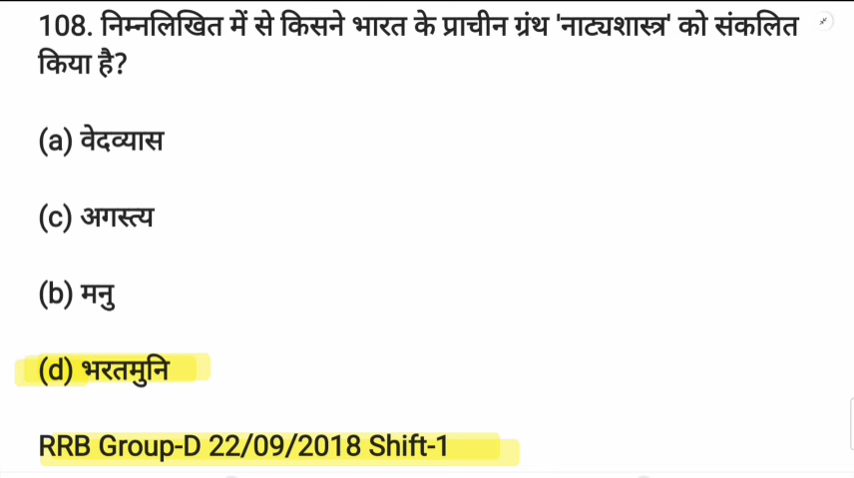 108. निम्नलिखित में से किसने भारत के प्राचीन ग्रंथ 'नाट्यशास्त्र' को संकलित
किया है?
(a) वेदव्यास
(c) अगस्त्य
(b) मनु
(d) भरतमुनि
RRB Group-D 22/09/2018 Shift-1